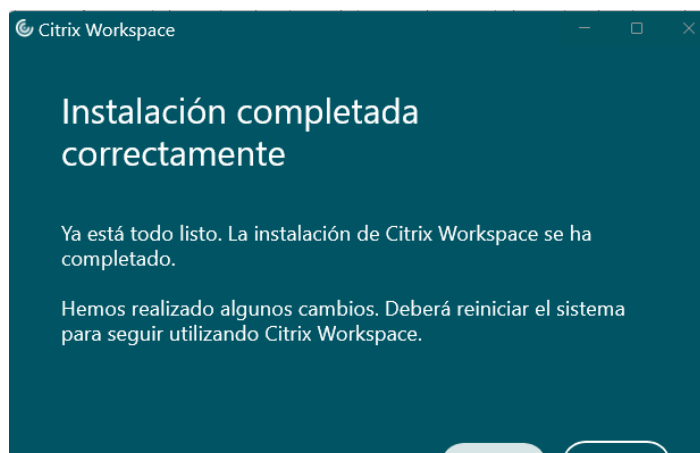 Citrix Workspace
Instalación completada
correctamente
Ya está todo listo. La instalación de Citrix Workspace se ha
completado.
Hemos realizado algunos cambios. Deberá reiniciar el sistema
para seguir utilizando Citrix Workspace.